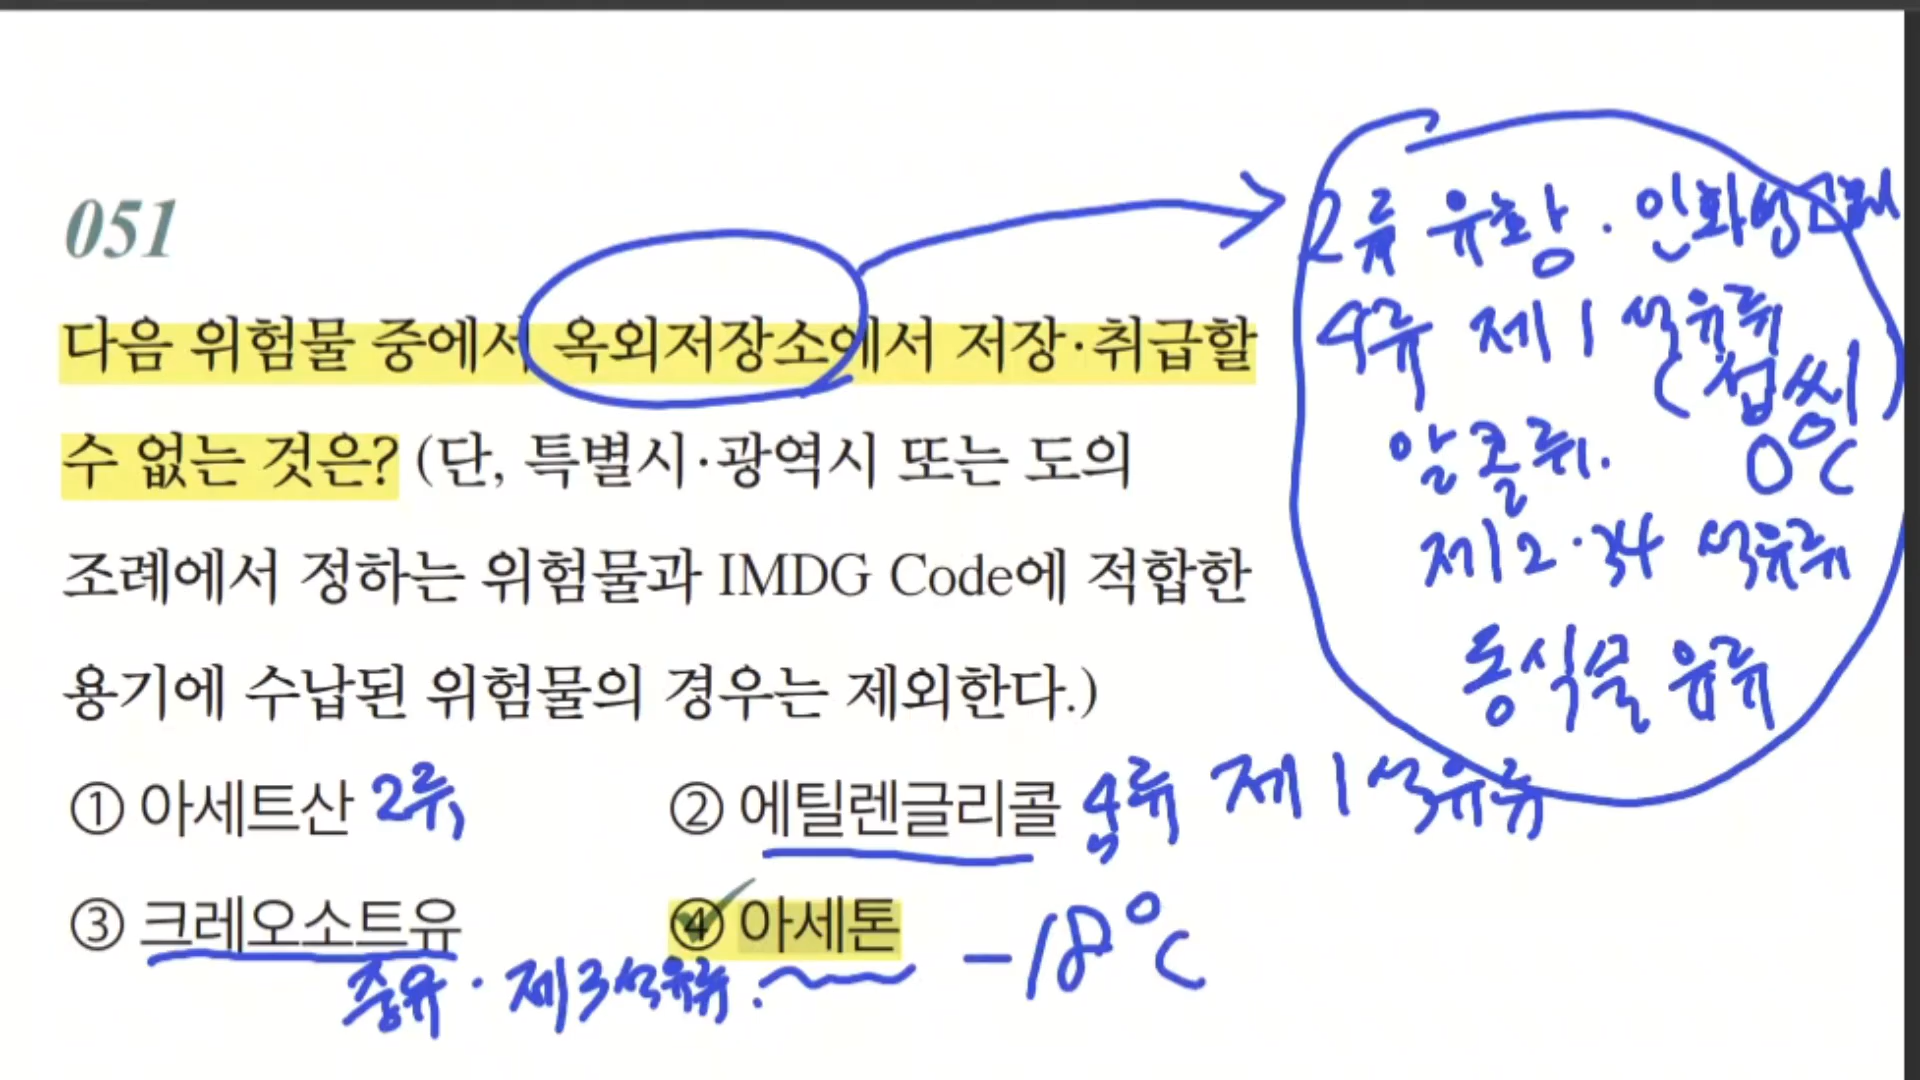 051
다음 위험물 중에서 옥외저장소에서 저장·취급할
수 없는 것은? (단, 특별시·광역시 또는 도의
조례에서 정하는 위험물과 IMDG Code에 적합한
용기에 수납된 위험물의 경우는 제외한다.)
① 아세트산 2류,
② 에틸렌글리콜 4류 제1석유류
③ 크레오소트유
중유·제3석유류.
④ 아세톤 -18℃
2류 유황·인화성고체
4류 제1석유류
(섭씨)
알콜류. 0℃
제2·34 석유류
동식물 유류